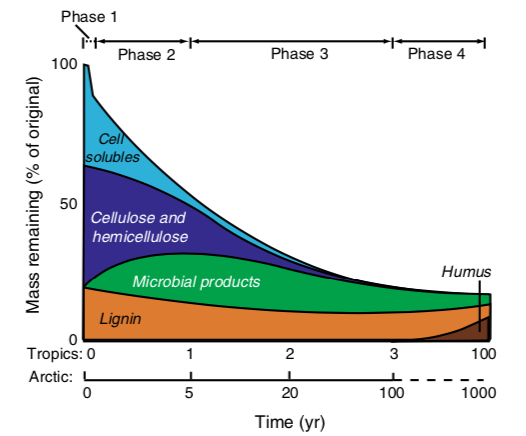 Phase 1
Phase 2
Phase 3
Phase 4
Mass remaining (% of original)
100
50
0
Cell
solubles
Cellulose and
hemicellulose
Microbial products
Humus
Lignin
Tropics: 0 1 2 3 100
Arctic:
0 5 20 100 1000
Time (yr)